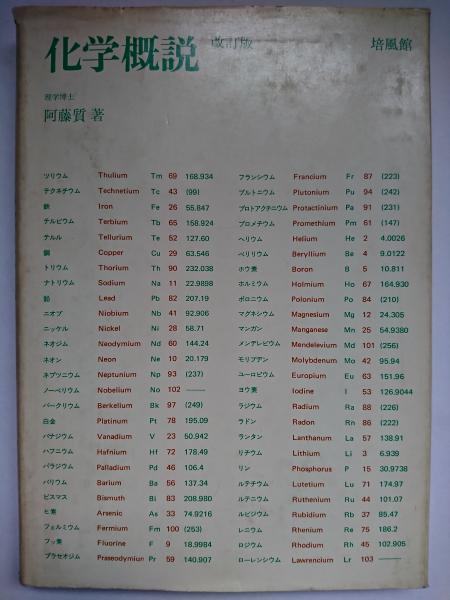 化学概説 改訂版 培風館
理学博士
阿藤質 著
ツリウム Thulium Tm 69 168.934
テクネチウム Technetium Tc 43 (99)
鉄 Iron Fe 26 55.847
テルビウム Terbium Tb 65 158.924
テルル Tellurium Te 52 127.60
銅 Copper Cu 29 63.546
トリウム Thorium Th 90 232.038
ナトリウム Sodium Na 11 22.9898
鉛 Lead Pb 82 207.19
ニオブ Niobium Nb 41 92.906
ニッケル Nickel Ni 28 58.71
ネオジム Neodymium Nd 60 144.24
ネオン Neon Ne 10 20.179
ネプツニウム Neptunium Np 93 (237)
ノーベリウム Nobelium No 102 ——
バークリウム Berkelium Bk 97 (249)
白金 Platinum Pt 78 195.09
バナジウム Vanadium V 23 50.942
ハフニウム Hafnium Hf 72 178.49
パラジウム Palladium Pd 46 106.4
バリウム Barium Ba 56 137.34
ビスマス Bismuth Bi 83 208.980
ヒ素 Arsenic As 33 74.9216
フェルミウム Fermium Fm 100 (253)
フッ素 Fluorine F 9 18.9984
プラセオジム Praseodymium Pr 59 140.907
フランシウム Francium Fr 87 (223)
プルトニウム Plutonium Pu 94 (242)
プロトアクチニウム Protactinium Pa 91 (231)
プロメチウム Promethium Pm 61 (147)
ヘリウム Helium He 2 4.0026
ベリリウム Beryllium Be 4 9.0122
ホウ素 Boron B 5 10.811
ホルミウム Holmium Ho 67 164.930
ポロニウム Polonium Po 84 (210)
マグネシウム Magnesium Mg 12 24.305
マンガン Manganese Mn 25 54.9380
メンデレビウム Mendelevium Md 101 (256)
モリブデン Molybdenum Mo 42 95.94
ユーロピウム Europium Eu 63 151.96
ヨウ素 Iodine I 53 126.9044
ラジウム Radium Ra 88 (226)
ラドン Radon Rn 86 (222)
ランタン Lanthanum La 57 138.91
リチウム Lithium Li 3 6.939
リン Phosphorus P 15 30.9738
ルテチウム Lutetium Lu 71 174.97
ルテニウム Ruthenium Ru 44 101.07
ルビジウム Rubidium Rb 37 85.47
レニウム Rhenium Re 75 186.2
ロジウム Rhodium Rh 45 102.905
ローレンシウム Lawrencium Lr 103 ——